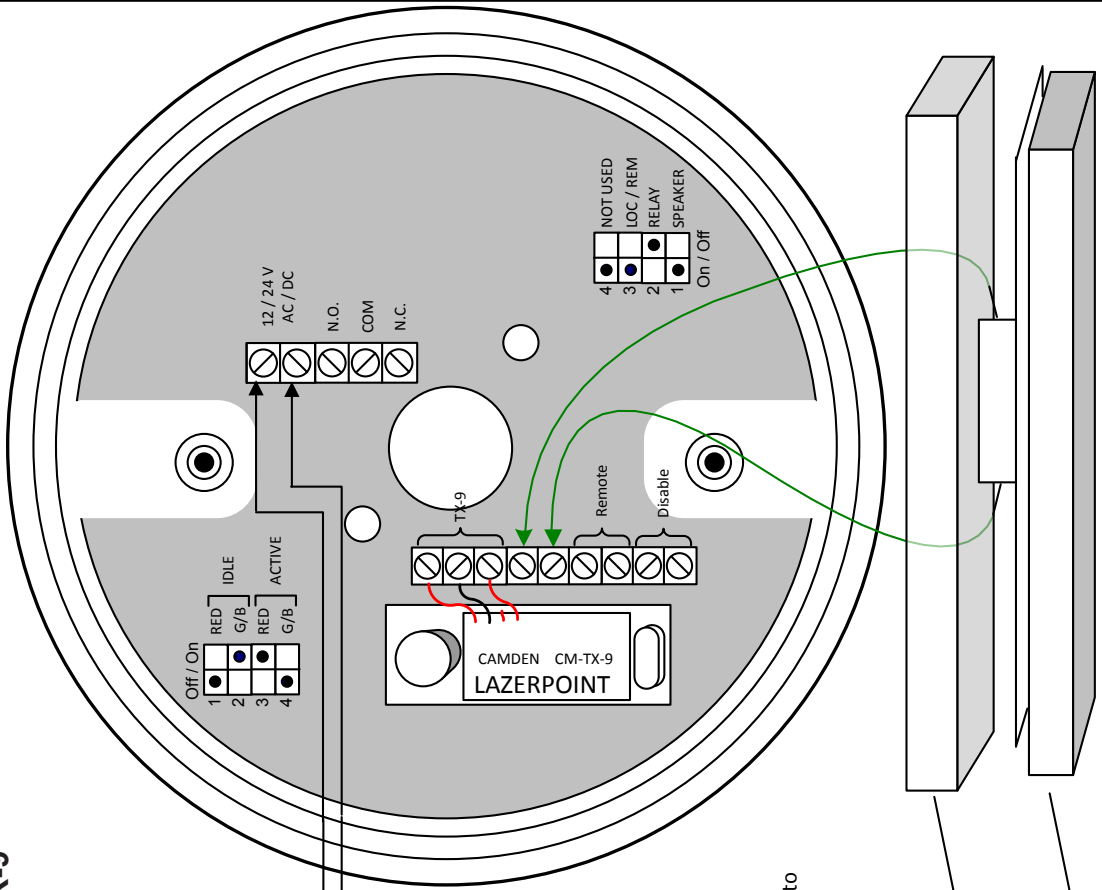 12 / 24 V
AC / DC
N.O.
COM
N.C.
NOT USED
LOC / REM
RELAY
SPEAKER
4
3
2
1
On / Off
Off / On
1
2
3
4
RED
G/B
RED
G/B
IDLE
ACTIVE
TX-9
Remote
Disable
CAMDEN CM-TX-9
LAZERPOINT
to